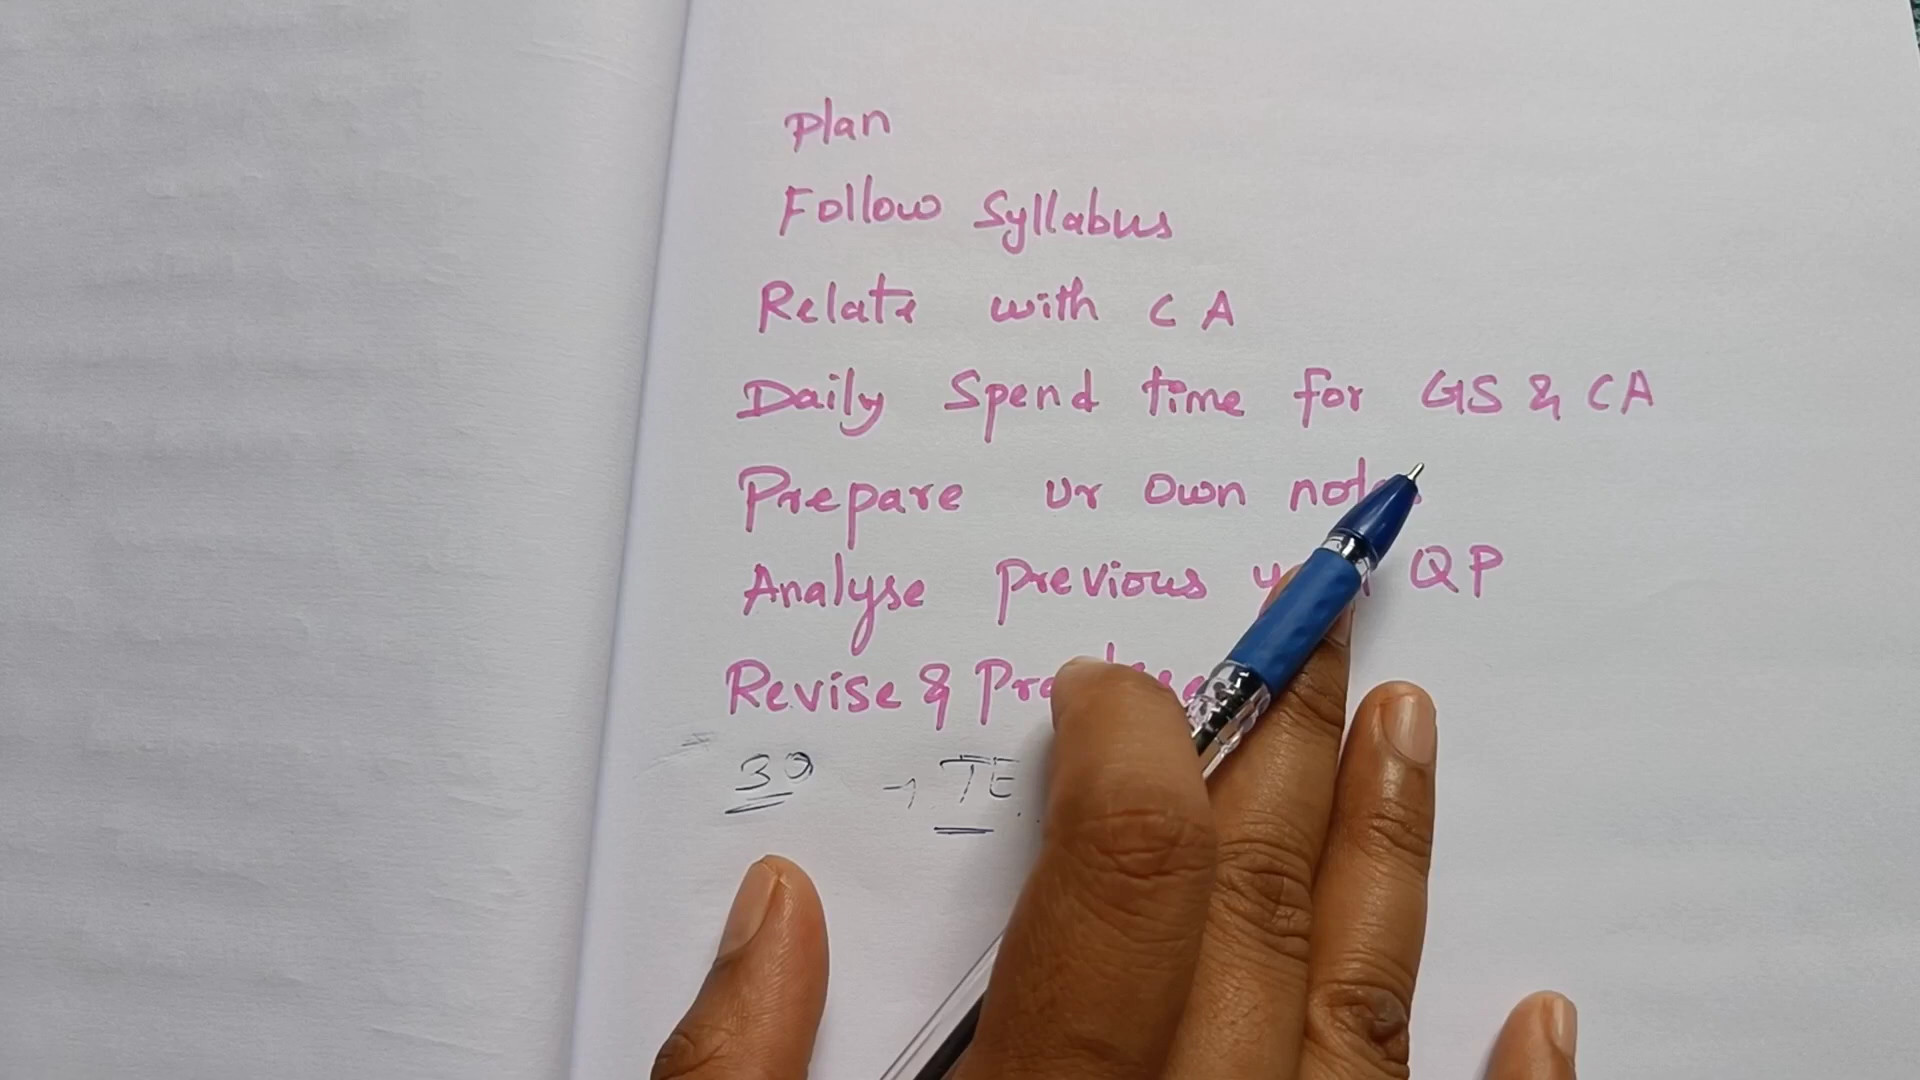 Plan
Follow Syllabus
Relate with CA
Daily Spend time for GS & CA
Prepare ur own
Analyse Previous QP
Revise &
30 → TE